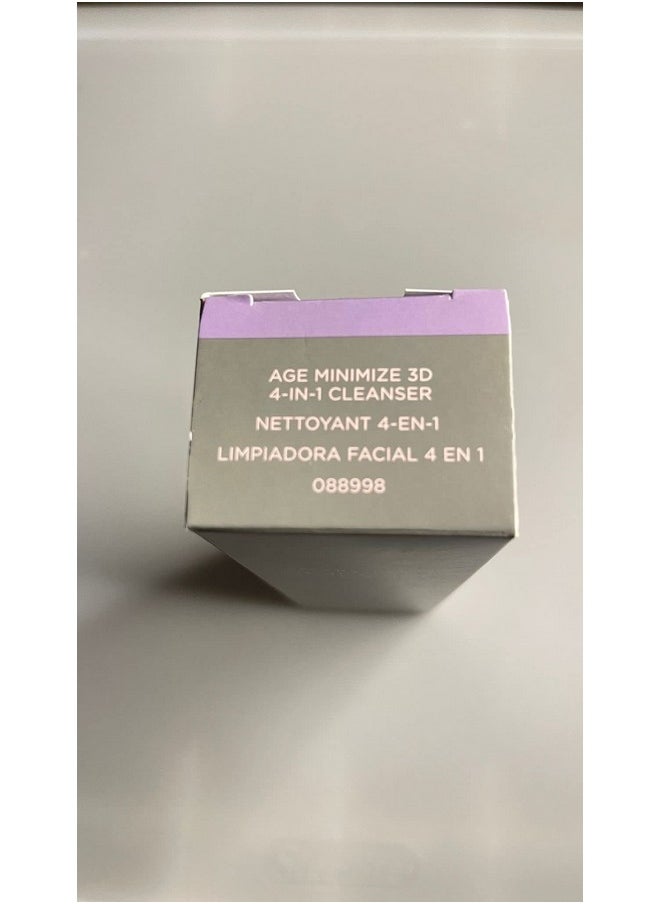 AGE MINIMIZE 3D
4-IN-1 CLEANSER
NETTOYANT 4-EN-1
LIMPIADORA FACIAL 4 EN 1
088998